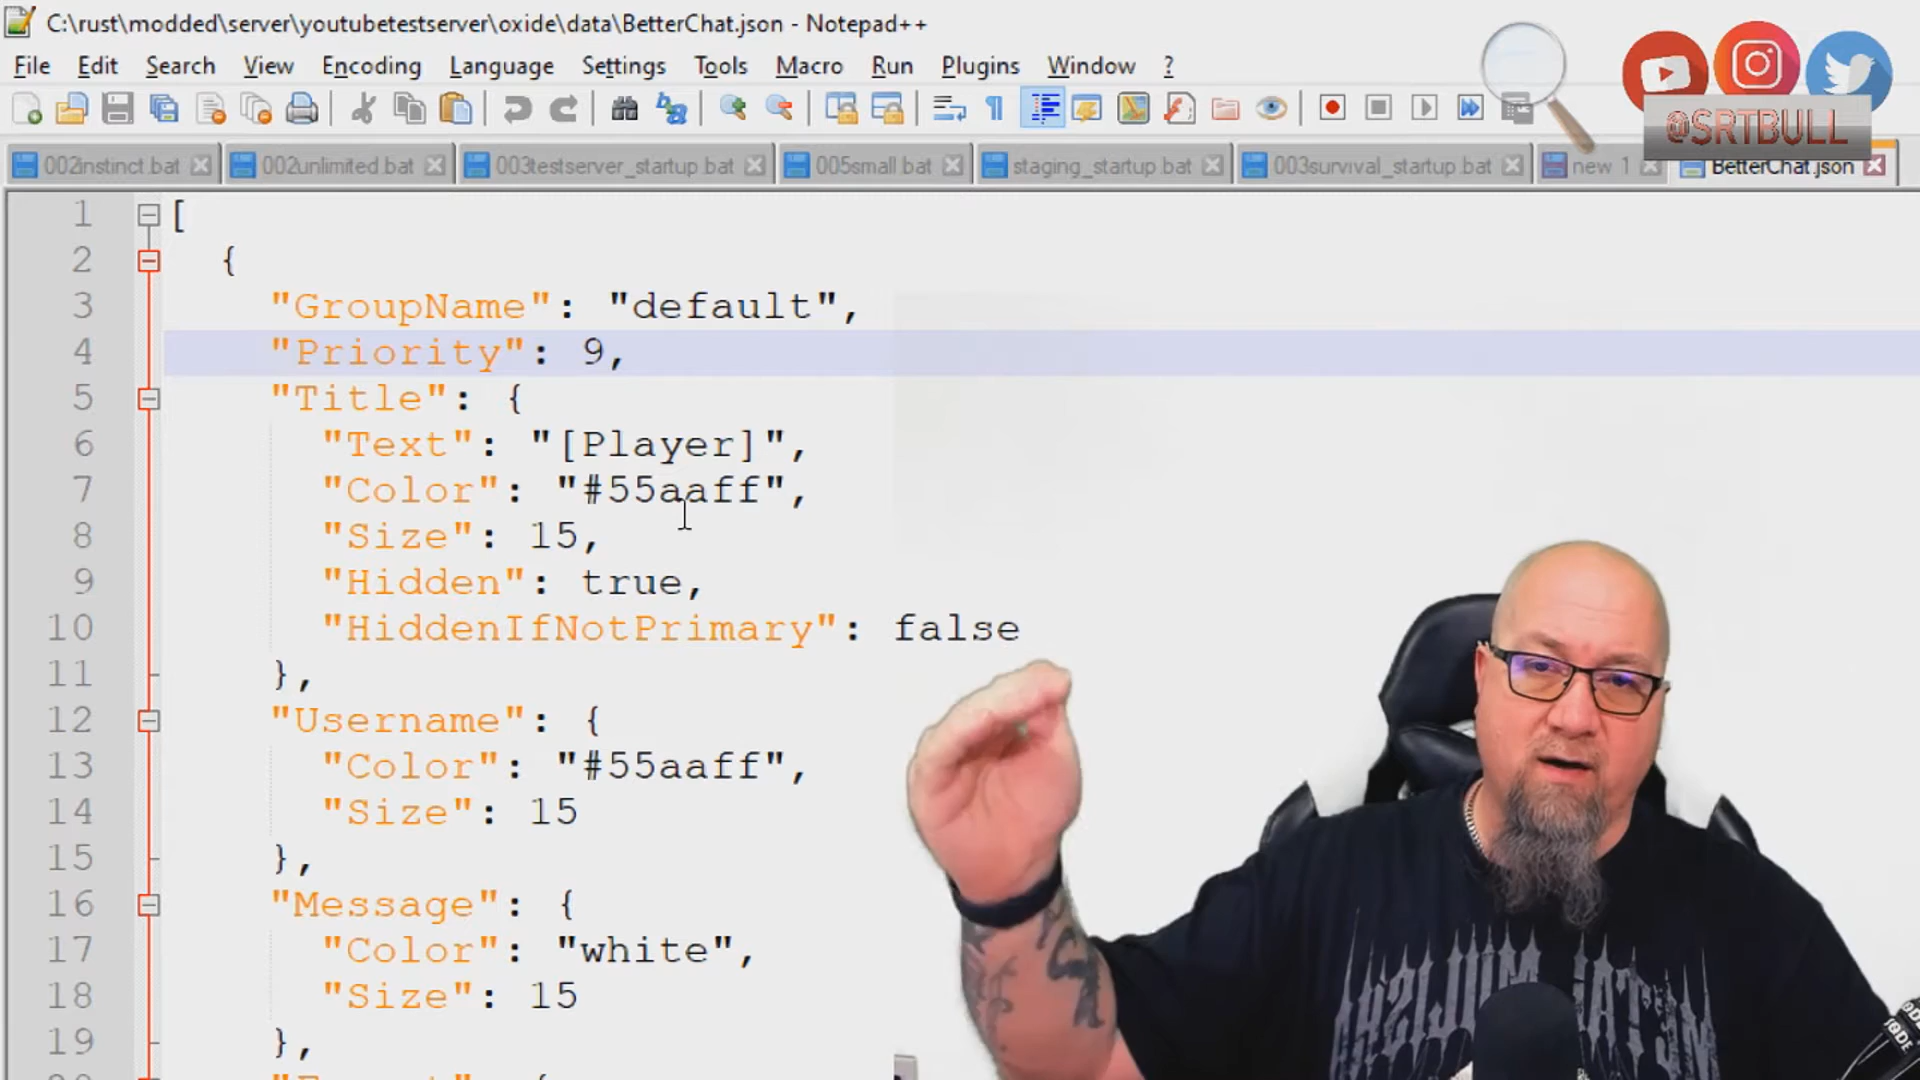 C:\rust\modded\server\youtubetestserver\oxide\data\BetterChat.json - Notepad++
File Edit Search View Encoding Language Settings Tools Macro Run Plugins Window ?
@SRTBULL
002instinct.bat 002unlimited.bat 003testserver_startup.bat 005small.bat staging_startup.bat 003survival_startup.bat new 1 BetterChat.json
1 [
2 {
3 "GroupName": "default",
4 "Priority": 9,
5 "Title": {
6 "Text": "[Player]",
7 "Color": "#55aaff",
8 "Size": 15,
9 "Hidden": true,
10 "HiddenIfNotPrimary": false
11 },
12 "Username": {
13 "Color": "#55aaff",
14 "Size": 15
15 },
16 "Message": {
17 "Color": "white",
18 "Size": 15
19 },